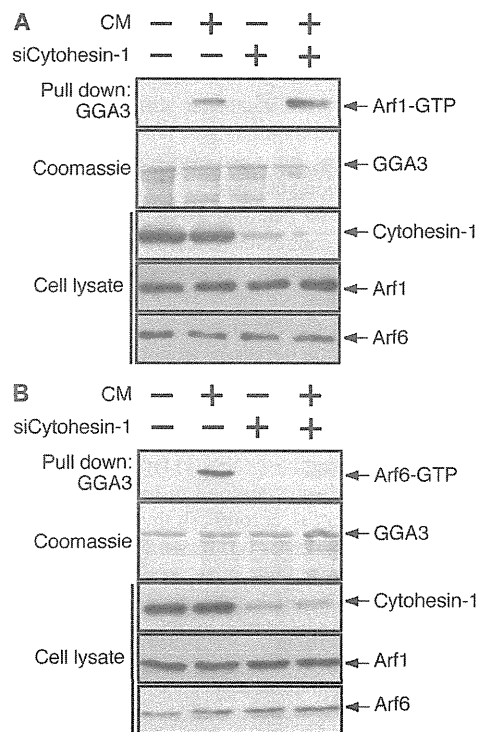 A
CM − + − +
siCytohesin-1 − − + +
Pull down:
GGA3
Arf1-GTP
Coomassie
GGA3
Cytohesin-1
Cell lysate
Arf1
Arf6
B
CM − + − +
siCytohesin-1 − − + +
Pull down:
GGA3
Arf6-GTP
Coomassie
GGA3
Cytohesin-1
Cell lysate
Arf1
Arf6